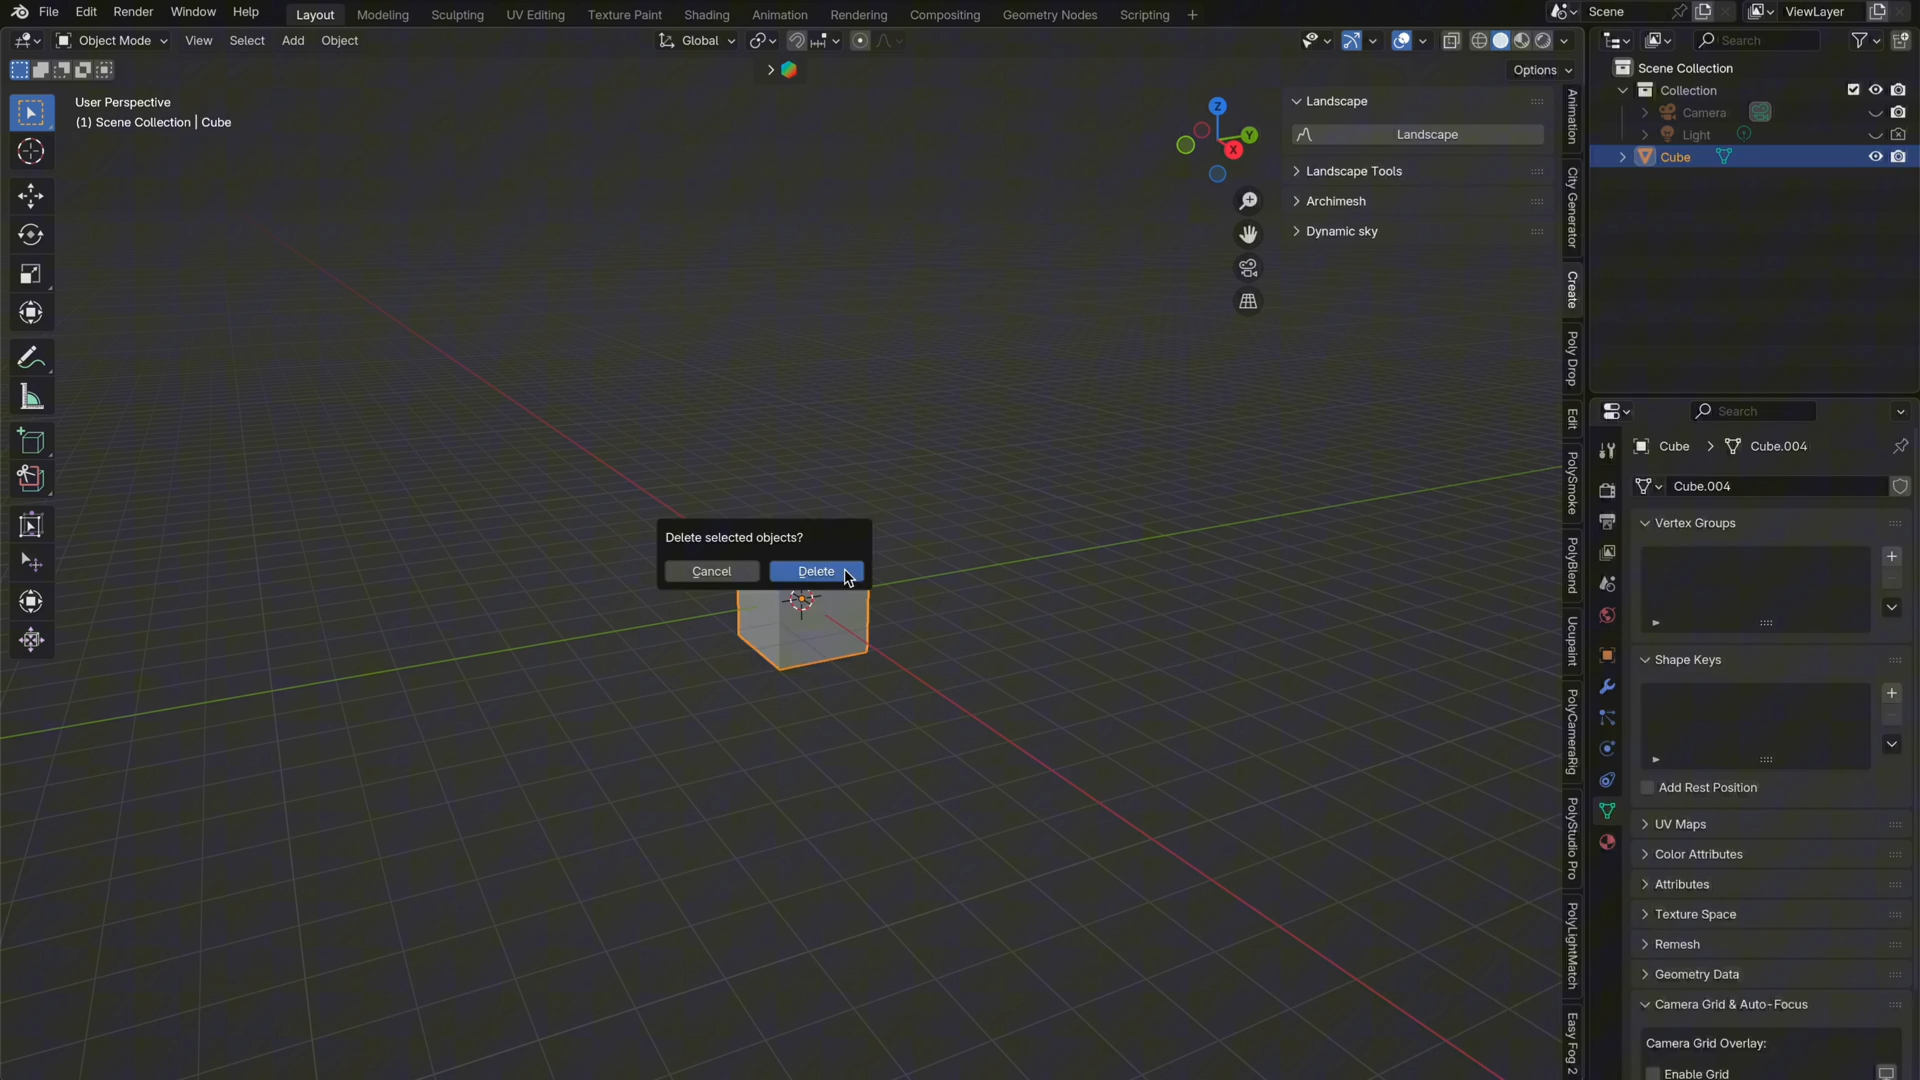 File Edit Render Window Help Layout Modeling Sculpting UV Editing Texture Paint Shading Animation Rendering Compositing Geometry Nodes Scripting + Scene ViewLayer
Object Mode View Select Add Object Global Search
Options
User Perspective
(1) Scene Collection | Cube
Z
Y
X
Landscape
Landscape
Landscape Tools
Archimesh
Dynamic sky
Animation
City Generator
Create
Poly Drop
Edit
PolySmoke
PolyBlend
Ucupaint
PolyCameraRig
PolyStudio Pro
PolyLightMatch
Easy Fog 2
Delete selected objects?
Cancel Delete
Scene Collection
Collection
Camera
Light
Cube
Search
Cube > Cube.004
Cube.004
Vertex Groups
Shape Keys
Add Rest Position
UV Maps
Color Attributes
Attributes
Texture Space
Remesh
Geometry Data
Camera Grid & Auto-Focus
Camera Grid Overlay:
Enable Grid